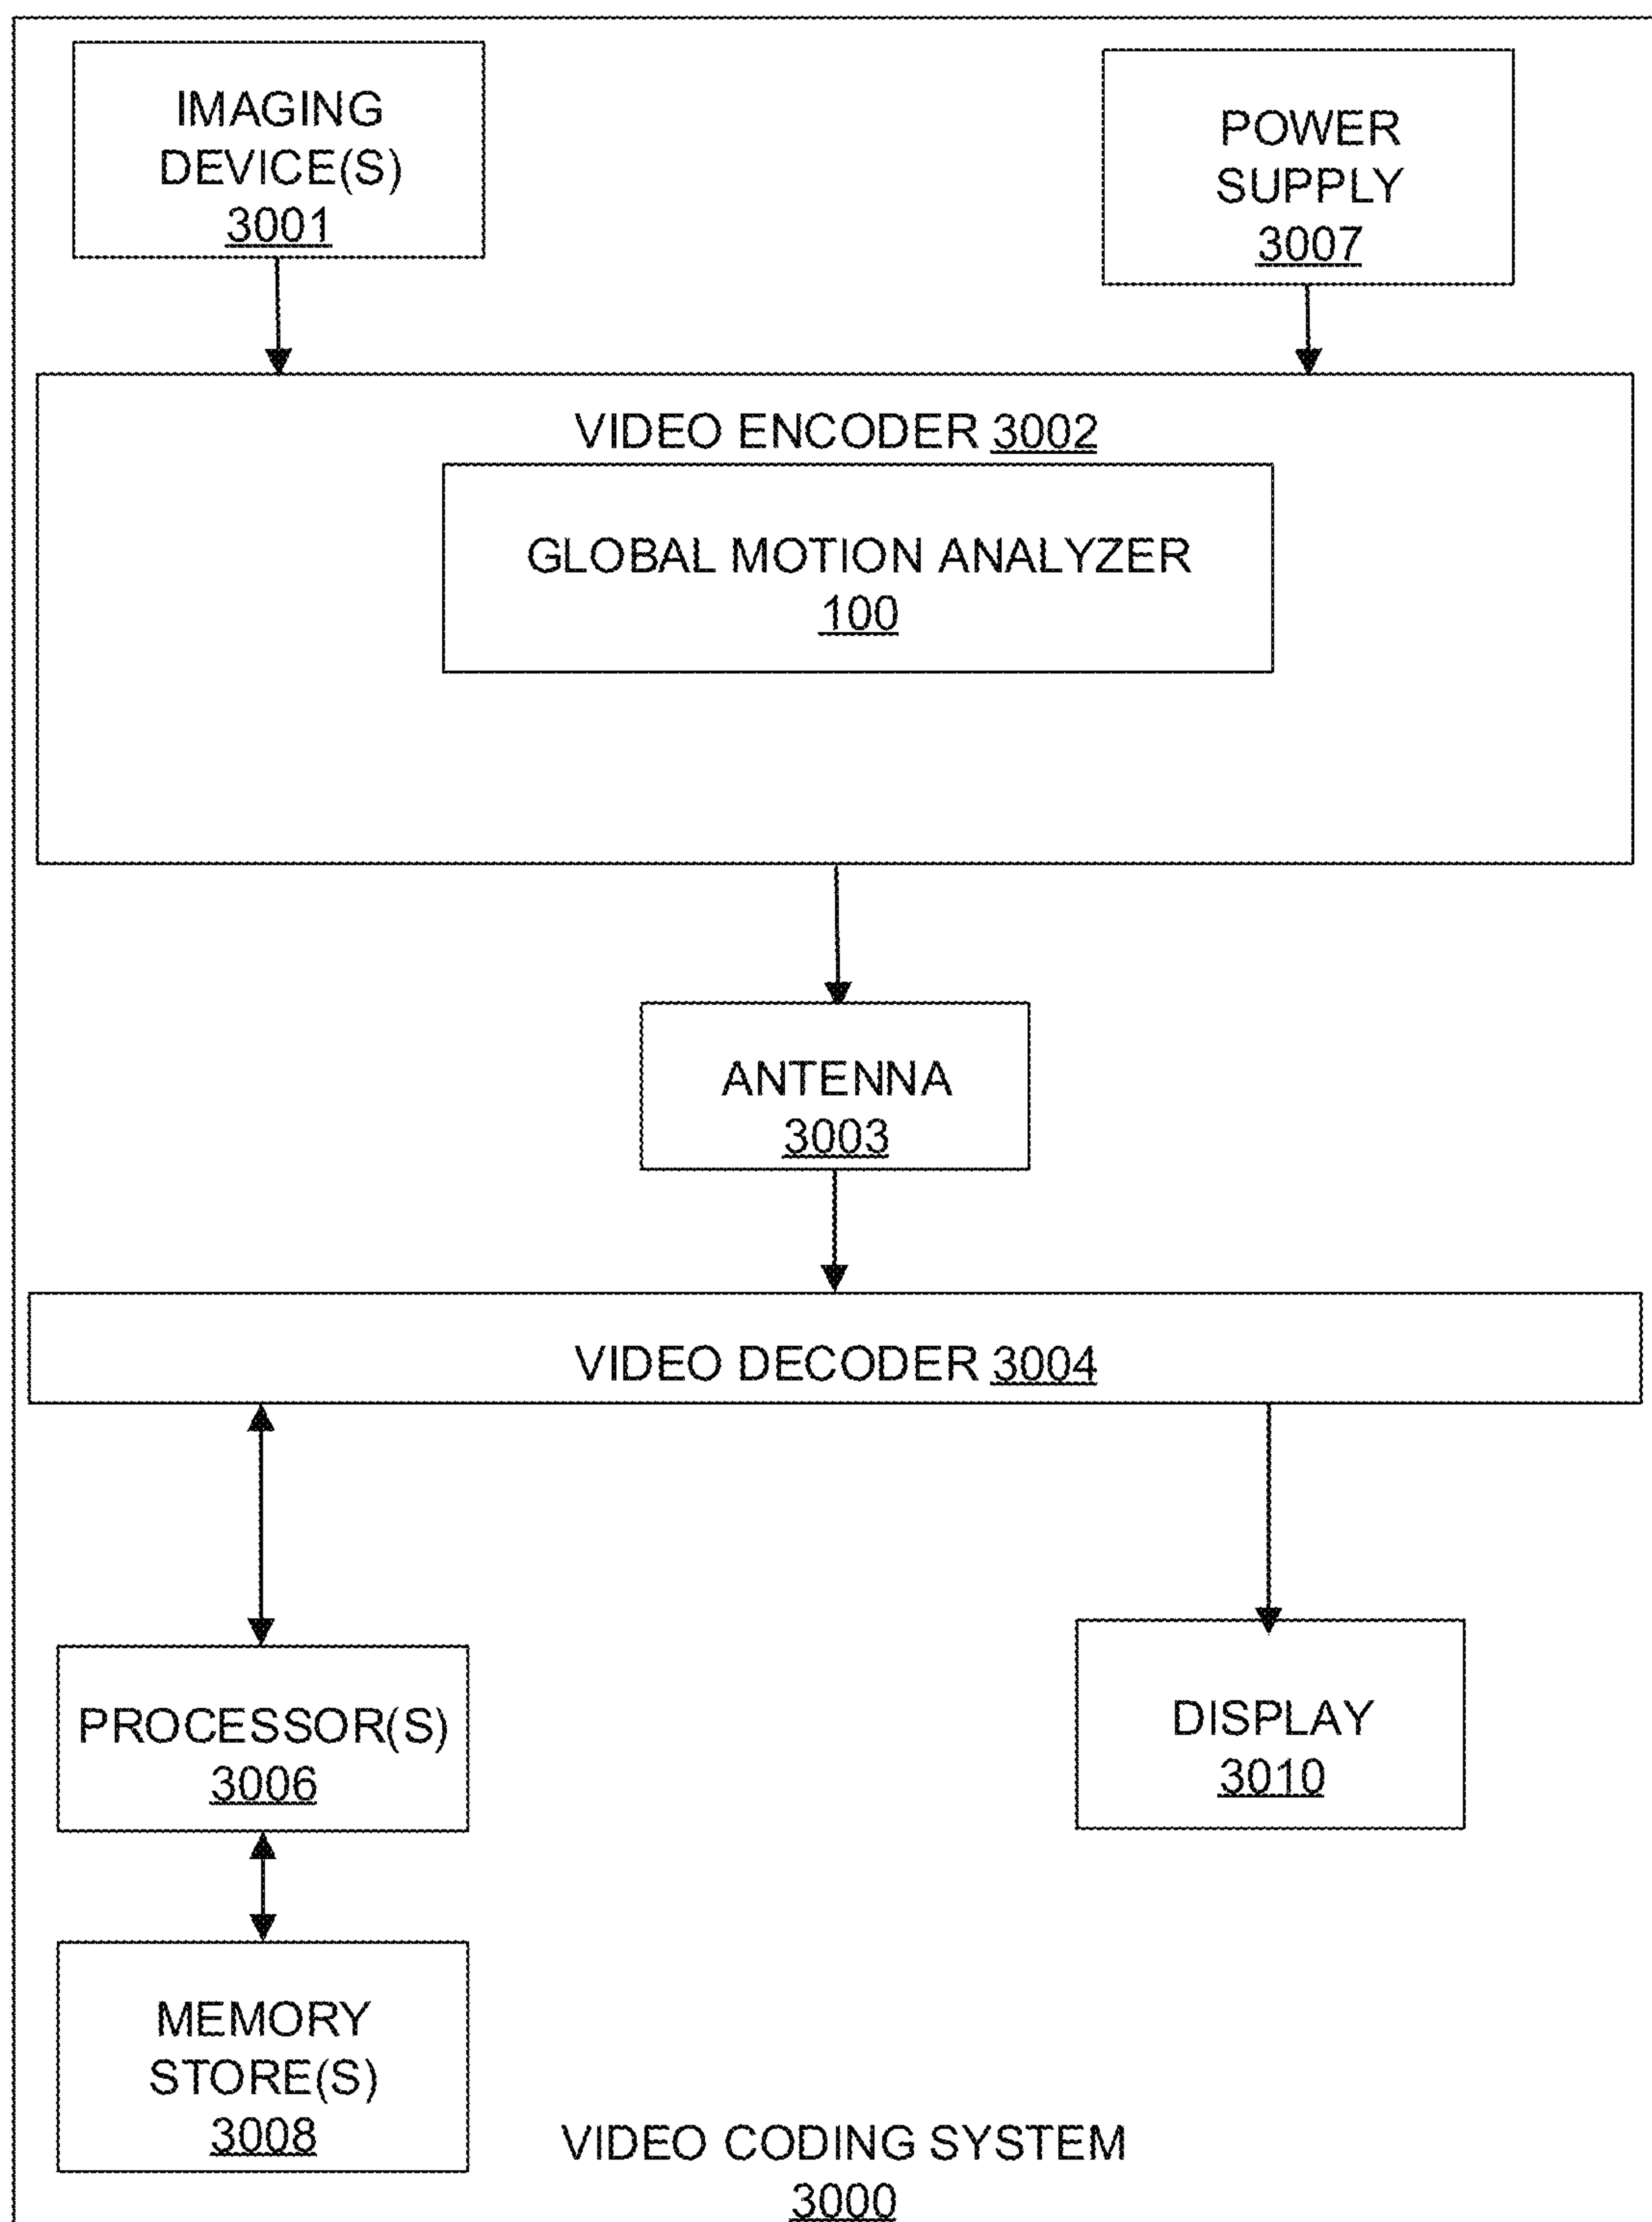 IMAGING
DEVICE(S)
3001
POWER
SUPPLY
3007
VIDEO ENCODER 3002
GLOBAL MOTION ANALYZER
100
ANTENNA
3003
VIDEO DECODER 3004
PROCESSOR(S)
3006
DISPLAY
3010
MEMORY
STORE(S)
3008
VIDEO CODING SYSTEM
3000